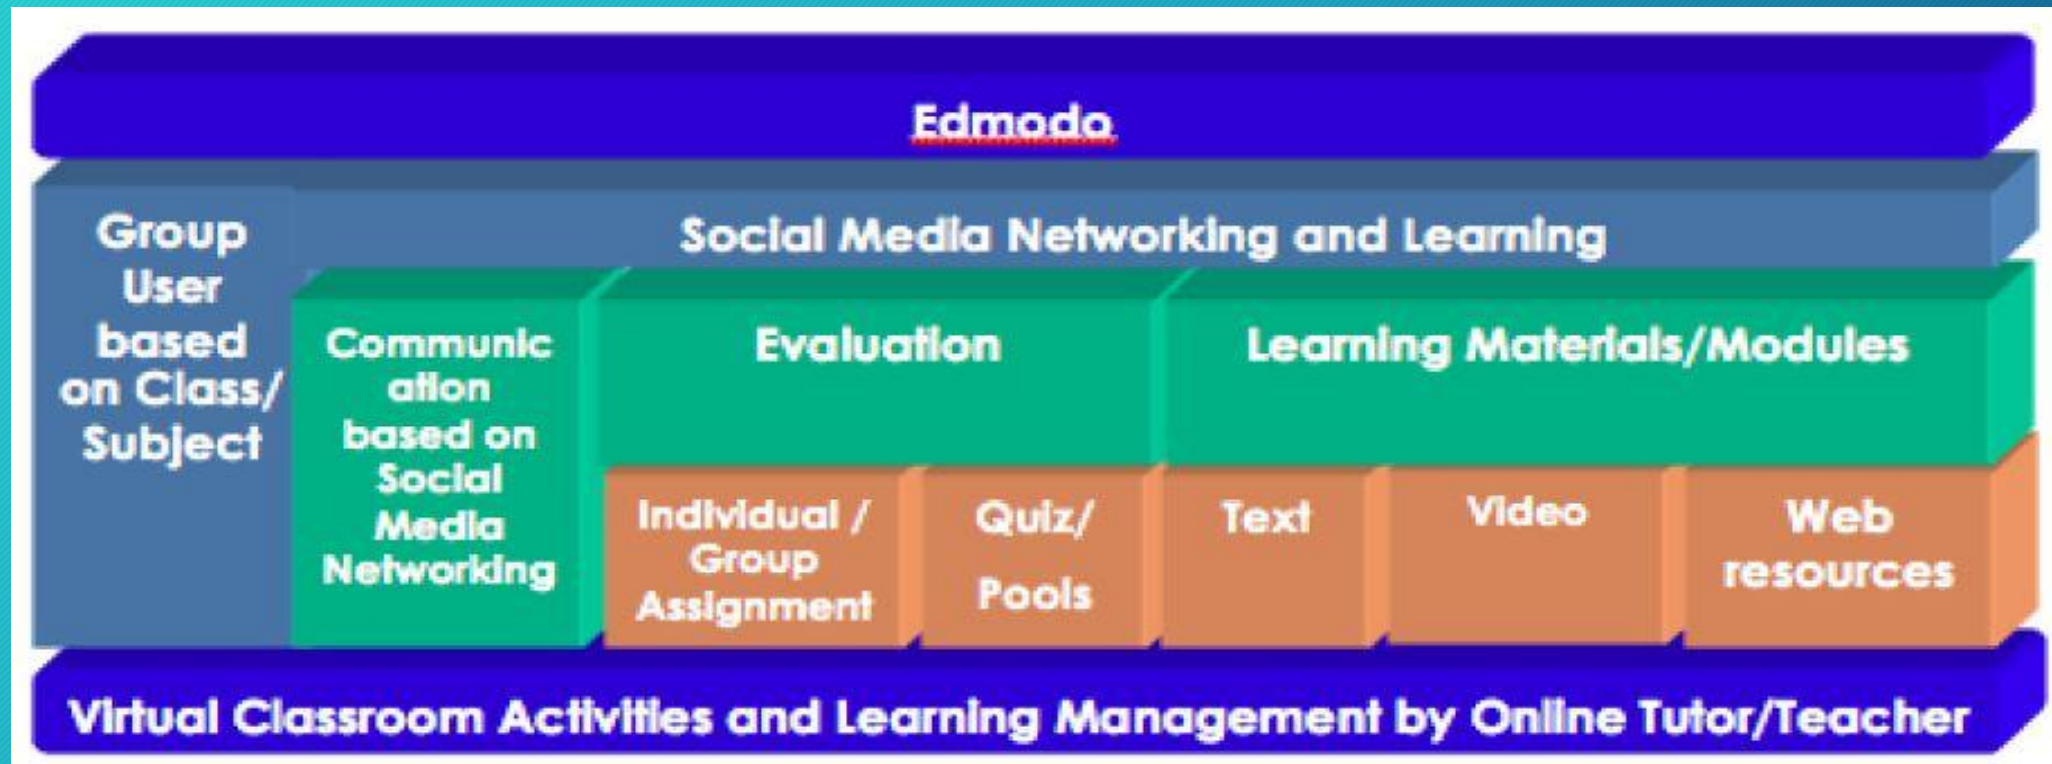 Edmodo
Group
User
based
on Class/
Subject
Social Media Networking and Learning
Communic
ation
based on
Social
Media
Networking
Evaluation
Learning Materials/Modules
Individual /
Group
Assignment
Quiz/
Pools
Text
Video
Web
resources
Virtual Classroom Activities and Learning Management by Online Tutor/Teacher